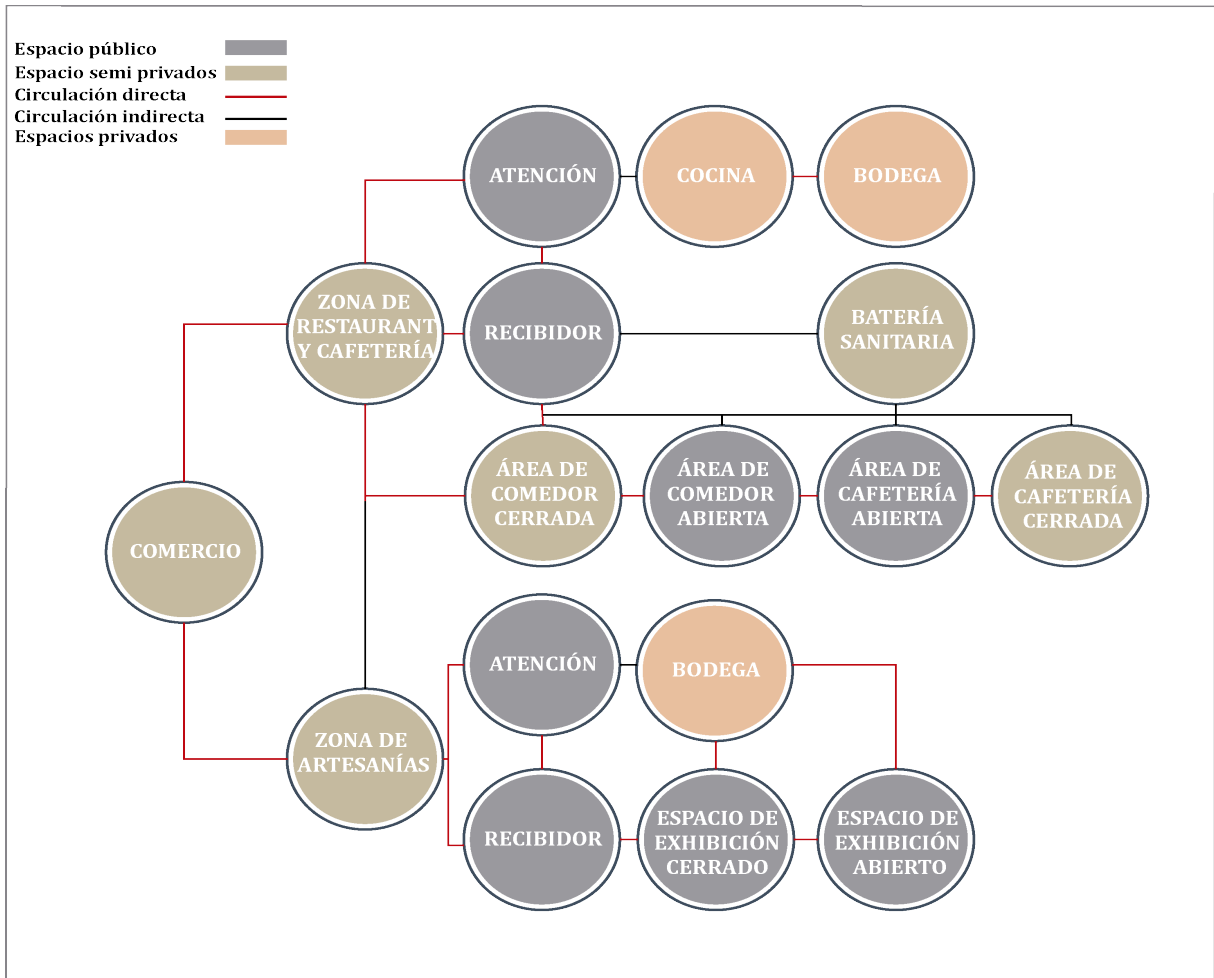 Espacio público
Espacio semi privados
Circulación directa
Circulación indirecta
Espacios privados
ATENCIÓN
COCINA
BODEGA
ZONA DE
RESTAURANT
Y CAFETERÍA
RECIBIDOR
BATERÍA
SANITARIA
ÁREA DE
COMEDOR
CERRADA
ÁREA DE
COMEDOR
ABIERTA
ÁREA DE
CAFETERÍA
ABIERTA
ÁREA DE
CAFETERÍA
CERRADA
COMERCIO
ATENCIÓN
BODEGA
ZONA DE
ARTESANÍAS
RECIBIDOR
ESPACIO DE
EXHIBICIÓN
CERRADO
ESPACIO DE
EXHIBICIÓN
ABIERTO